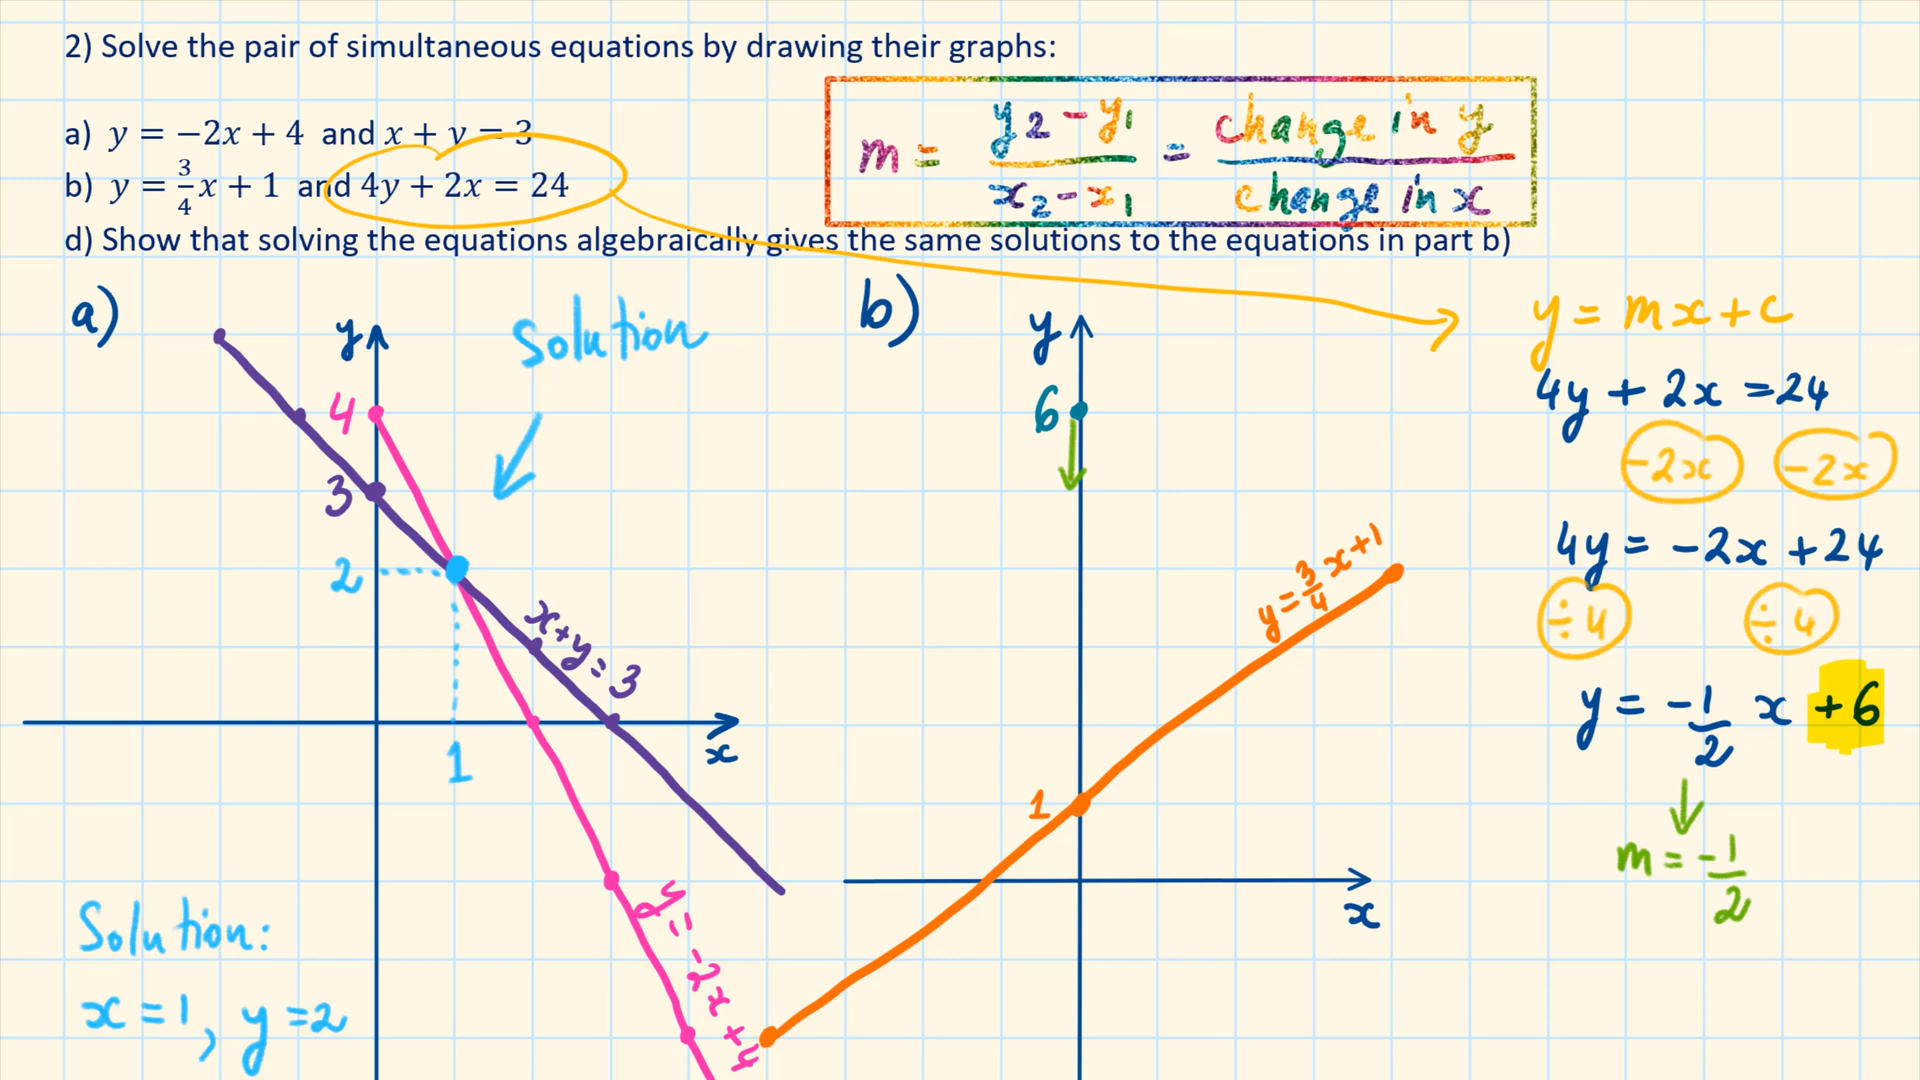 2) Solve the pair of simultaneous equations by drawing their graphs:
a) y = −2x + 4 and x + y = 3
b) y = 3/4 x + 1 and 4y + 2x = 24
m = y2 - y1 / x2 - x1 = change in y / change in x
d) Show that solving the equations algebraically gives the same solutions to the equations in part b)
a)
y
Solution
4
3
2
1
x
x+y=3
y=-2x+4
Solution:
x=1, y=2
b)
y
6
y=3/4 x+1
1
x
y = mx+c
4y + 2x =24
-2x -2x
4y = -2x +24
÷4 ÷4
y = -1/2 x +6
m = -1/2